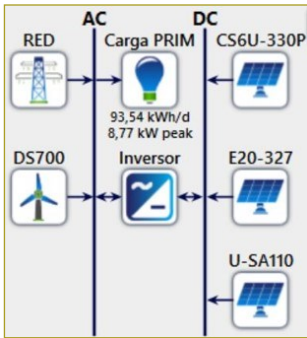 AC DC
RED Carga PRIM CS6U-330P
93,54 kWh/d
8,77 kW peak
DS700 Inversor E20-327
U-SA110